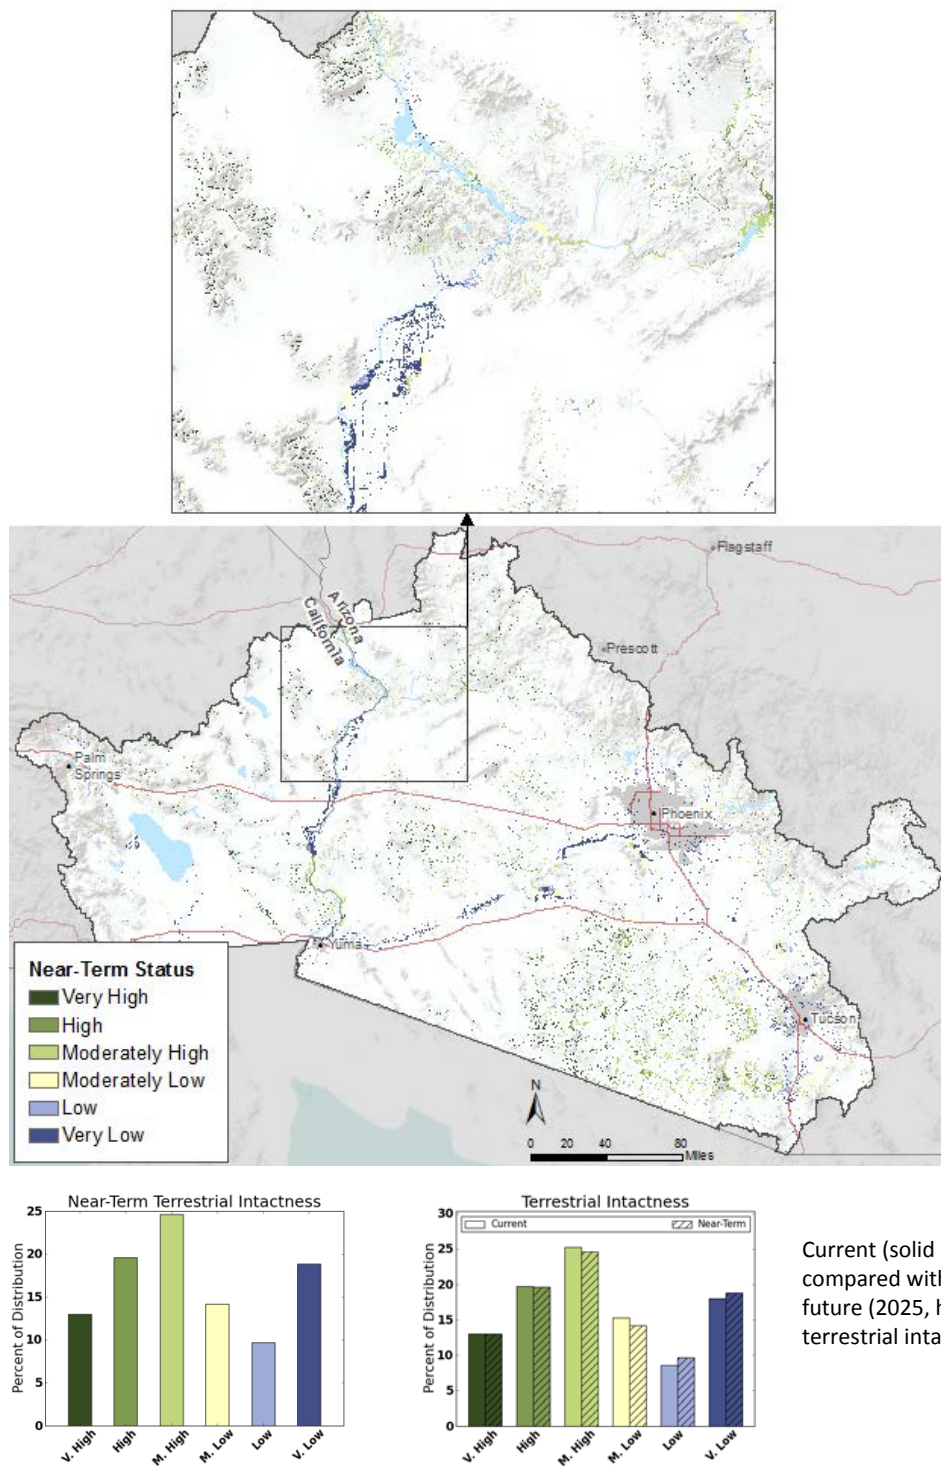 Flagstaff
Arizona
California
Prescott
Palm
Springs
Phoenix
Yuma
Tucson
Near-Term Status
Very High
High
Moderately High
Moderately Low
Low
Very Low
N
0 20 40 80
Miles
Near-Term Terrestrial Intactness
Percent of Distribution
25
20
15
10
5
0
V. High
High
M. High
M. Low
Low
V. Low
Terrestrial Intactness
Current
Near-Term
Percent of Distribution
30
25
20
15
10
5
0
V. High
High
M. High
M. Low
Low
V. Low
Current (solid
compared with
future (2025, h
terrestrial inta